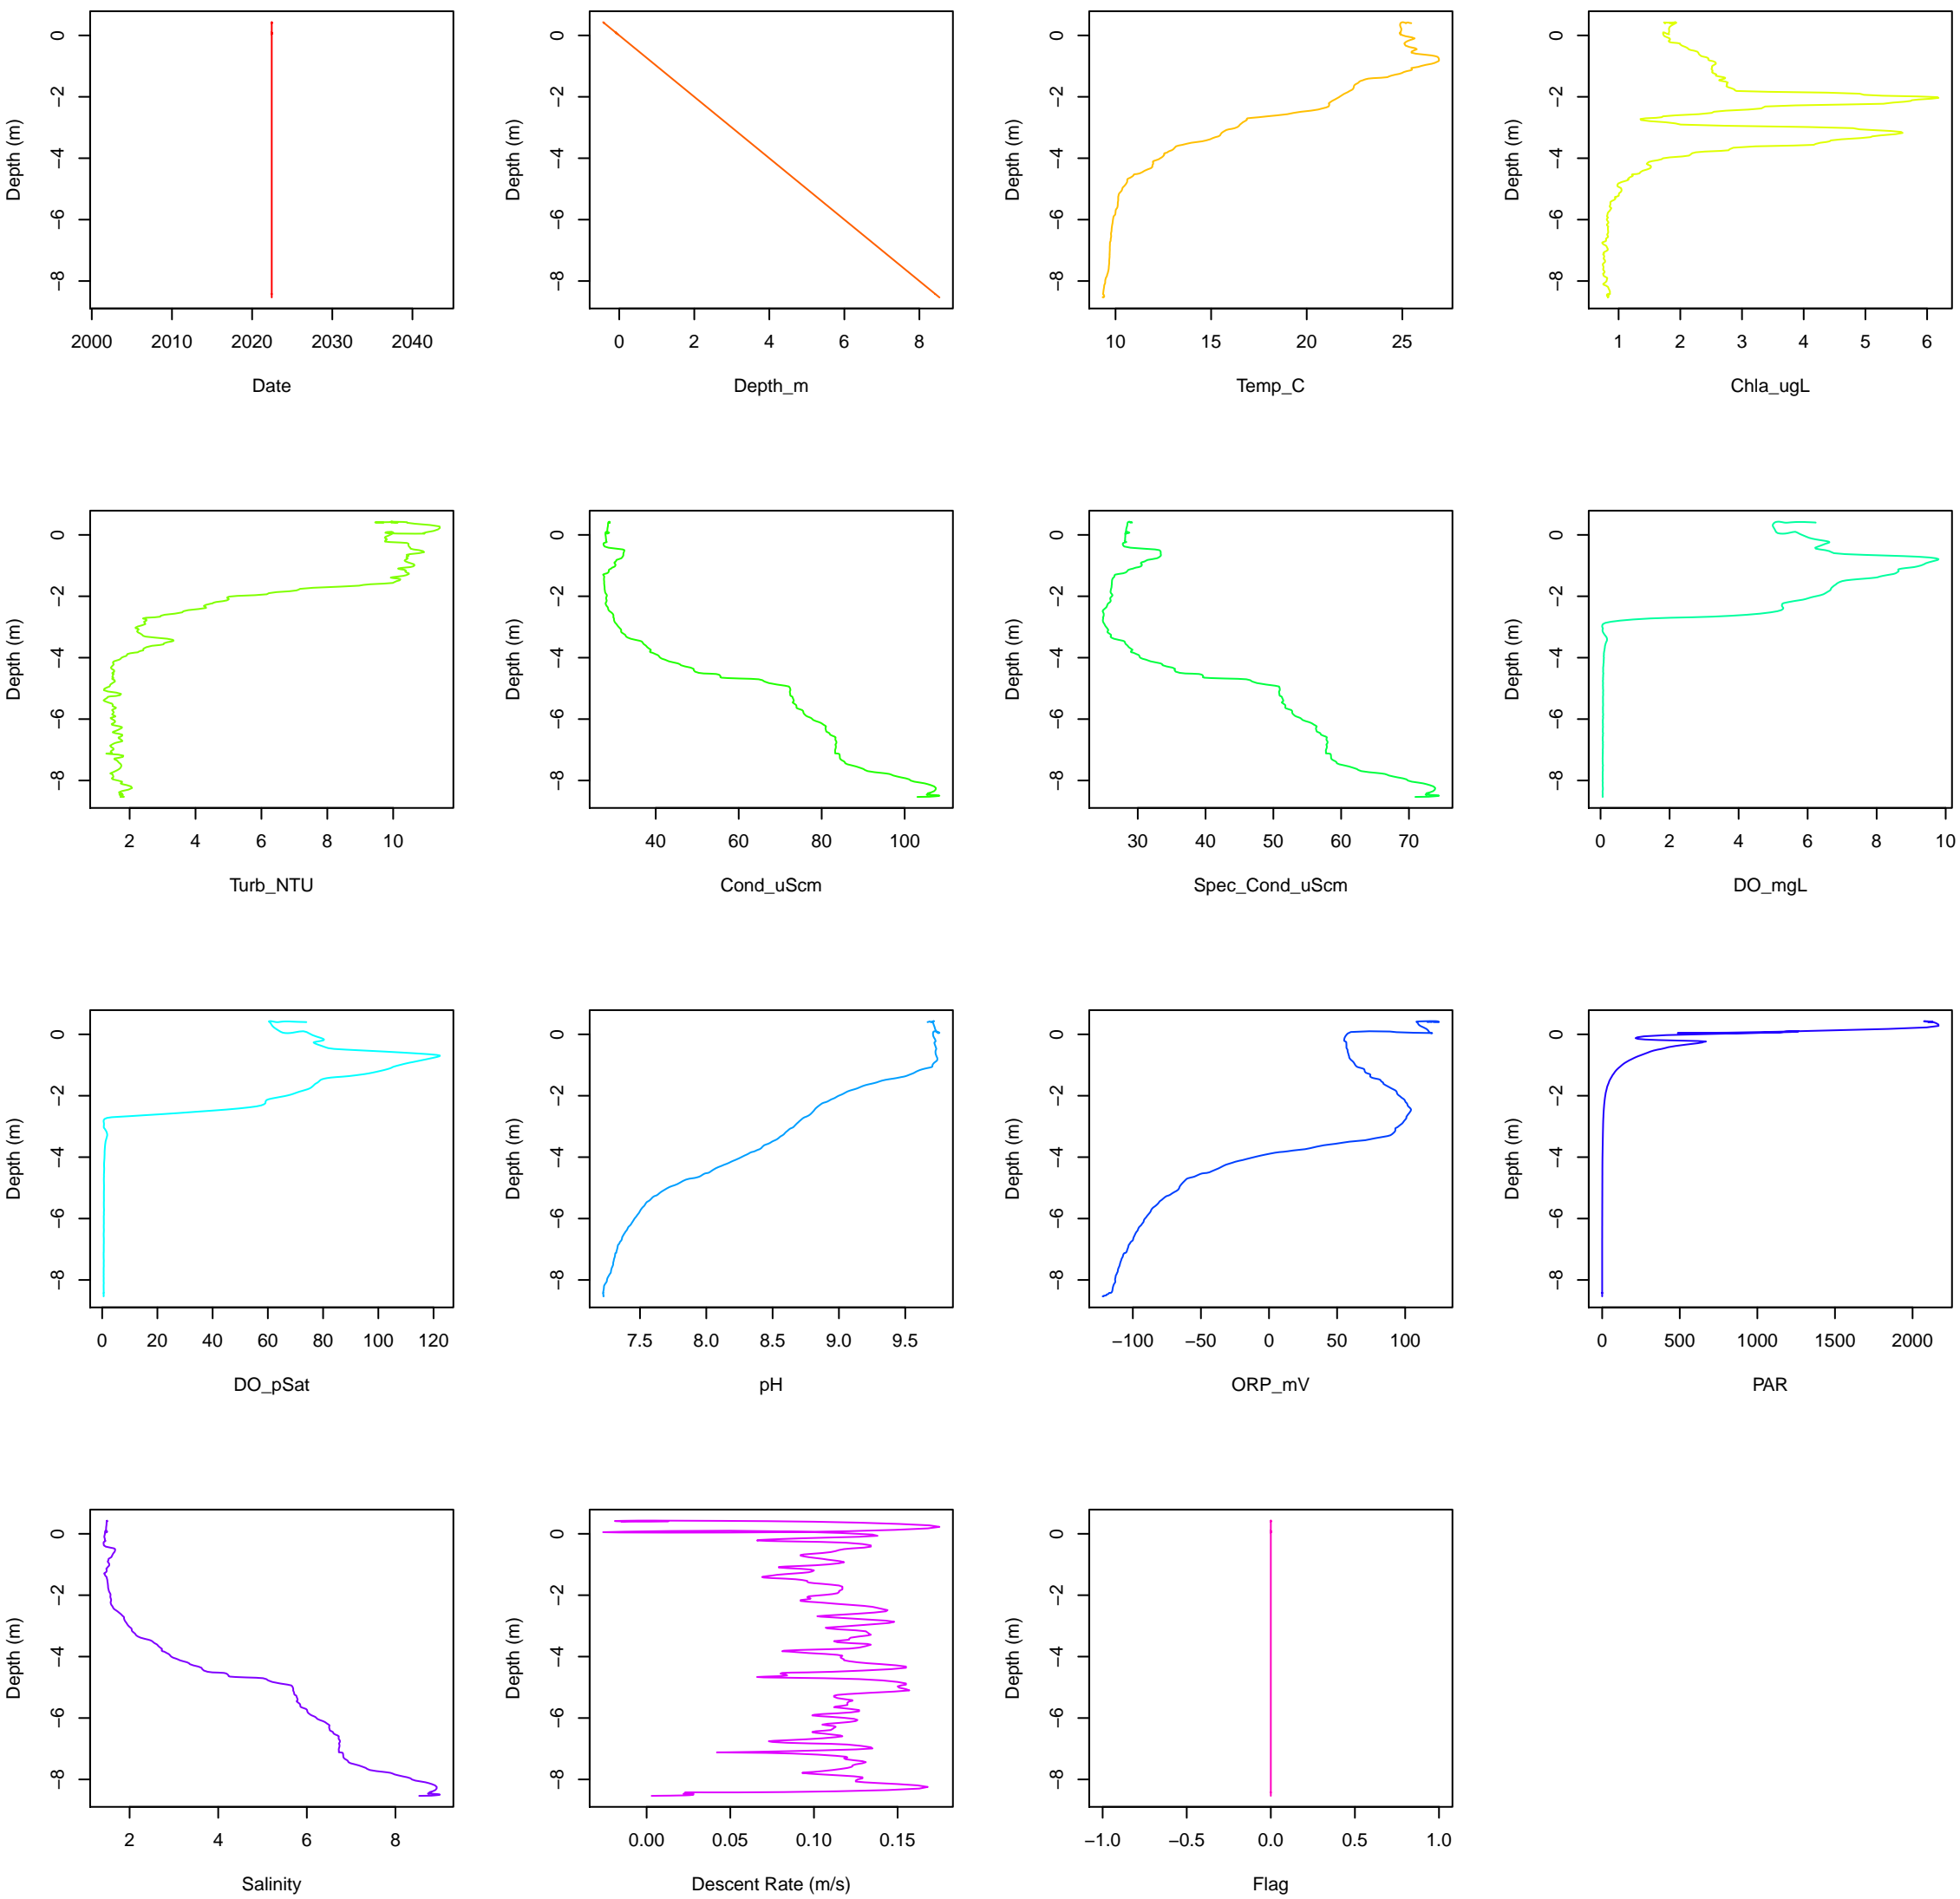 0 0 0 0
−2 −2 −2 −2
−4 −4 −4 −4
−6 −6 −6 −6
−8 −8 −8 −8
Depth (m) Depth (m) Depth (m) Depth (m)
2000 2010 2020 2030 2040 0 2 4 6 8 10 15 20 25 1 2 3 4 5 6
Date Depth_m Temp_C Chla_ugL
0 0 0 0
−2 −2 −2 −2
−4 −4 −4 −4
−6 −6 −6 −6
−8 −8 −8 −8
Depth (m) Depth (m) Depth (m) Depth (m)
2 4 6 8 10 40 60 80 100 30 40 50 60 70 0 2 4 6 8 10
Turb_NTU Cond_uScm Spec_Cond_uScm DO_mgL
0 0 0 0
−2 −2 −2 −2
−4 −4 −4 −4
−6 −6 −6 −6
−8 −8 −8 −8
Depth (m) Depth (m) Depth (m) Depth (m)
0 20 40 60 80 100 120 7.5 8.0 8.5 9.0 9.5 −100 −50 0 50 100 0 500 1000 1500 2000
DO_pSat pH ORP_mV PAR
0 0 0
−2 −2 −2
−4 −4 −4
−6 −6 −6
−8 −8 −8
Depth (m) Depth (m) Depth (m)
2 4 6 8 0.00 0.05 0.10 0.15 −1.0 −0.5 0.0 0.5 1.0
Salinity Descent Rate (m/s) Flag